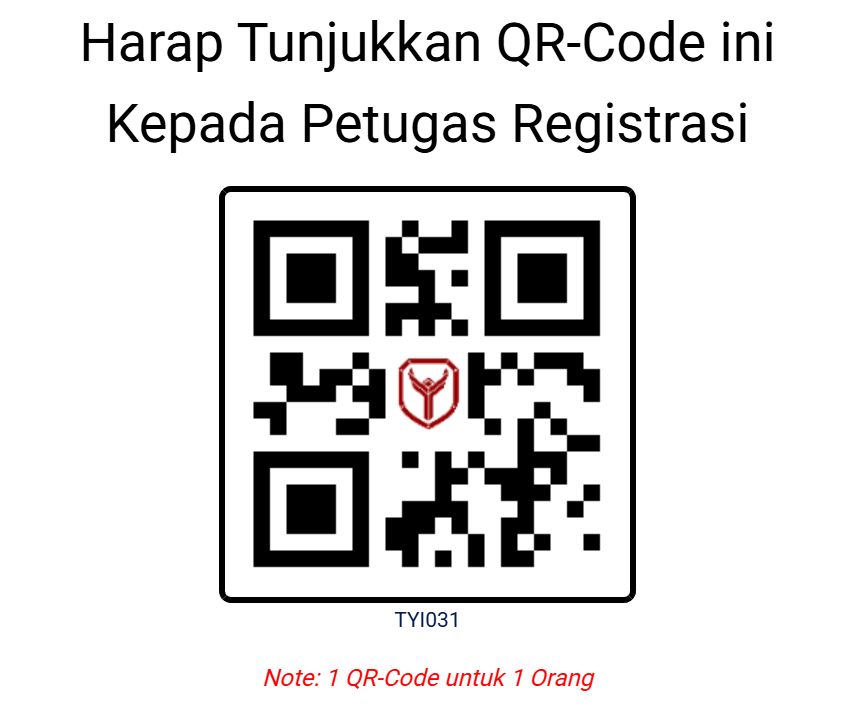 Harap Tunjukkan QR-Code ini
Kepada Petugas Registrasi
TYI031
Note: 1 QR-Code untuk 1 Orang